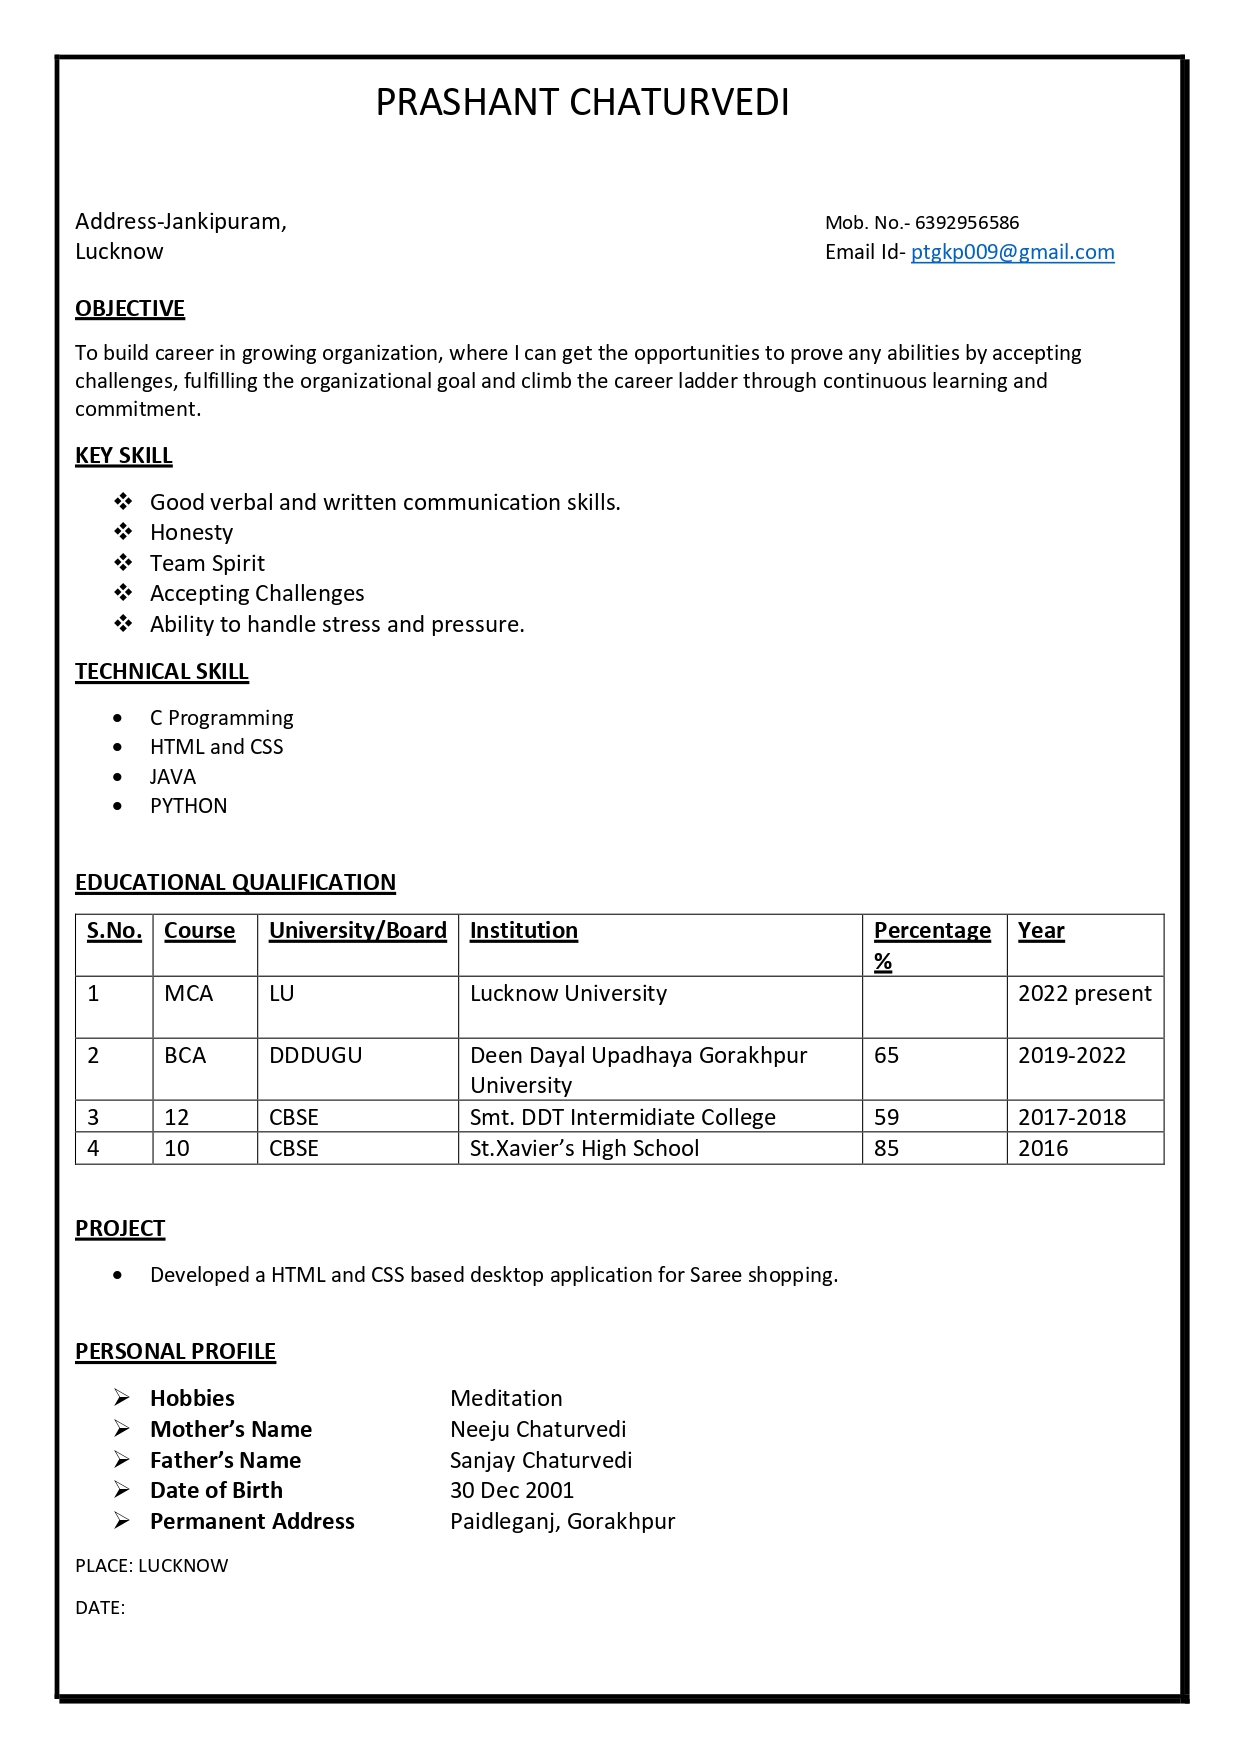 PRASHANT CHATURVEDI
Address-Jankipuram,
Mob. No.- 6392956586
Lucknow
Email Id- ptgkp009@gmail.com
OBJECTIVE
To build career in growing organization, where I can get the opportunities to prove any abilities by accepting
challenges, fulfilling the organizational goal and climb the career ladder through continuous learning and
commitment.
KEY SKILL
❖ Good verbal and written communication skills.
❖ Honesty
❖ Team Spirit
❖ Accepting Challenges
❖ Ability to handle stress and pressure.
TECHNICAL SKILL
• C Programming
• HTML and CSS
• JAVA
• PYTHON
EDUCATIONAL QUALIFICATION
S.No. Course University/Board Institution Percentage Year
%
1 MCA LU Lucknow University 2022 present
2 BCA DDDUGU Deen Dayal Upadhaya Gorakhpur 65 2019-2022
University
3 12 CBSE Smt. DDT Intermidiate College 59 2017-2018
4 10 CBSE St.Xavier’s High School 85 2016
PROJECT
• Developed a HTML and CSS based desktop application for Saree shopping.
PERSONAL PROFILE
➢ Hobbies Meditation
➢ Mother’s Name Neeju Chaturvedi
➢ Father’s Name Sanjay Chaturvedi
➢ Date of Birth 30 Dec 2001
➢ Permanent Address Paidleganj, Gorakhpur
PLACE: LUCKNOW
DATE: